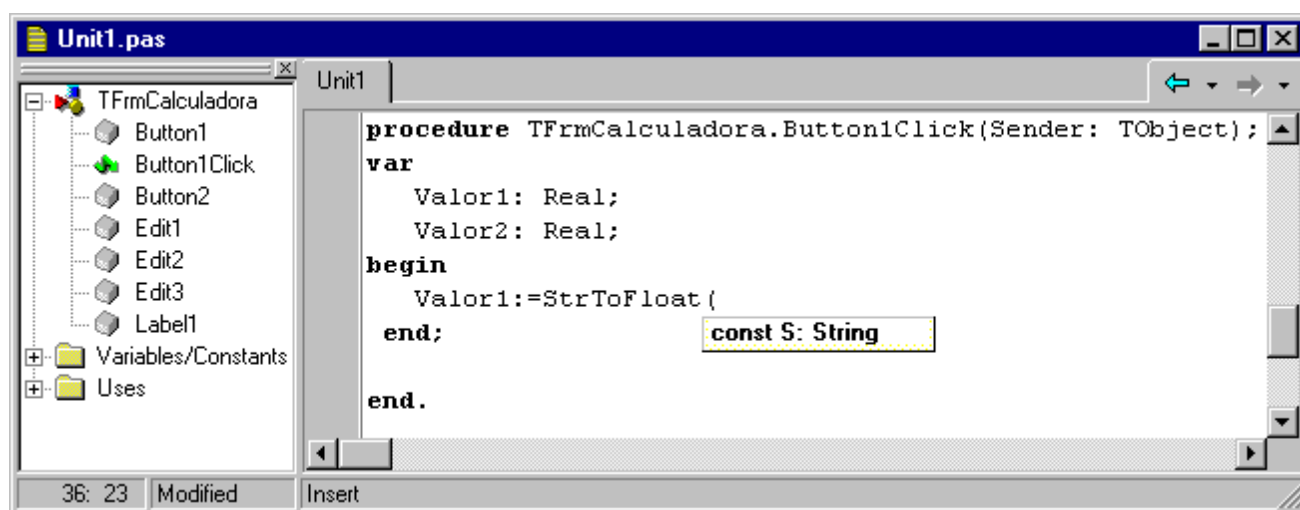 Unit1.pas
TFrmCalculadora
Button1
Button1Click
Button2
Edit1
Edit2
Edit3
Label1
Variables/Constants
Uses
Unit1
procedure TFrmCalculadora.Button1Click(Sender: TObject);
var
Valor1: Real;
Valor2: Real;
begin
Valor1:=StrToFloat(
const S: String
end;
end.
36: 23 Modified Insert